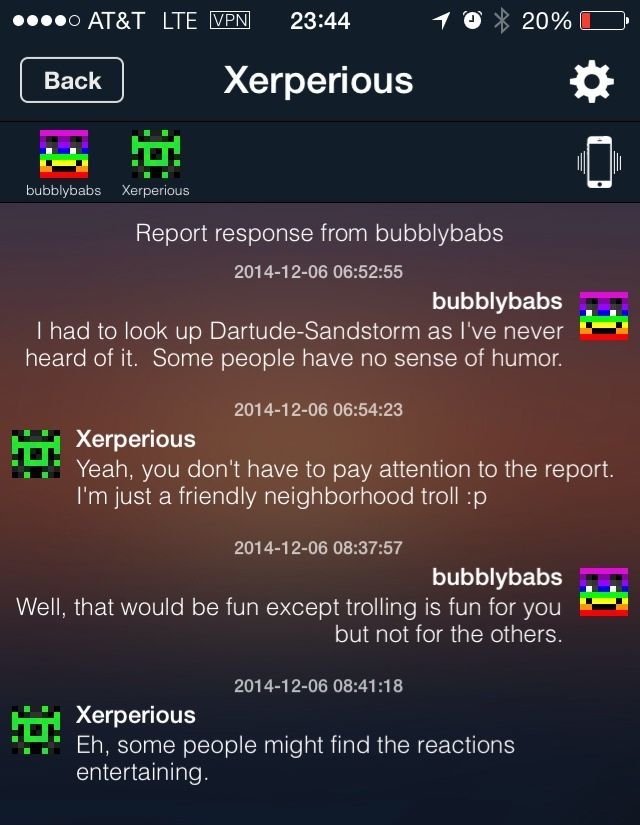 AT&T LTE VPN 23:44 20%
Back Xerperious
bubblybabs Xerperious
Report response from bubblybabs
2014-12-06 06:52:55
bubblybabs
I had to look up Dartude-Sandstorm as I've never
heard of it. Some people have no sense of humor.
2014-12-06 06:54:23
Xerperious
Yeah, you don't have to pay attention to the report.
I'm just a friendly neighborhood troll :p
2014-12-06 08:37:57
bubblybabs
Well, that would be fun except trolling is fun for you
but not for the others.
2014-12-06 08:41:18
Xerperious
Eh, some people might find the reactions
entertaining.